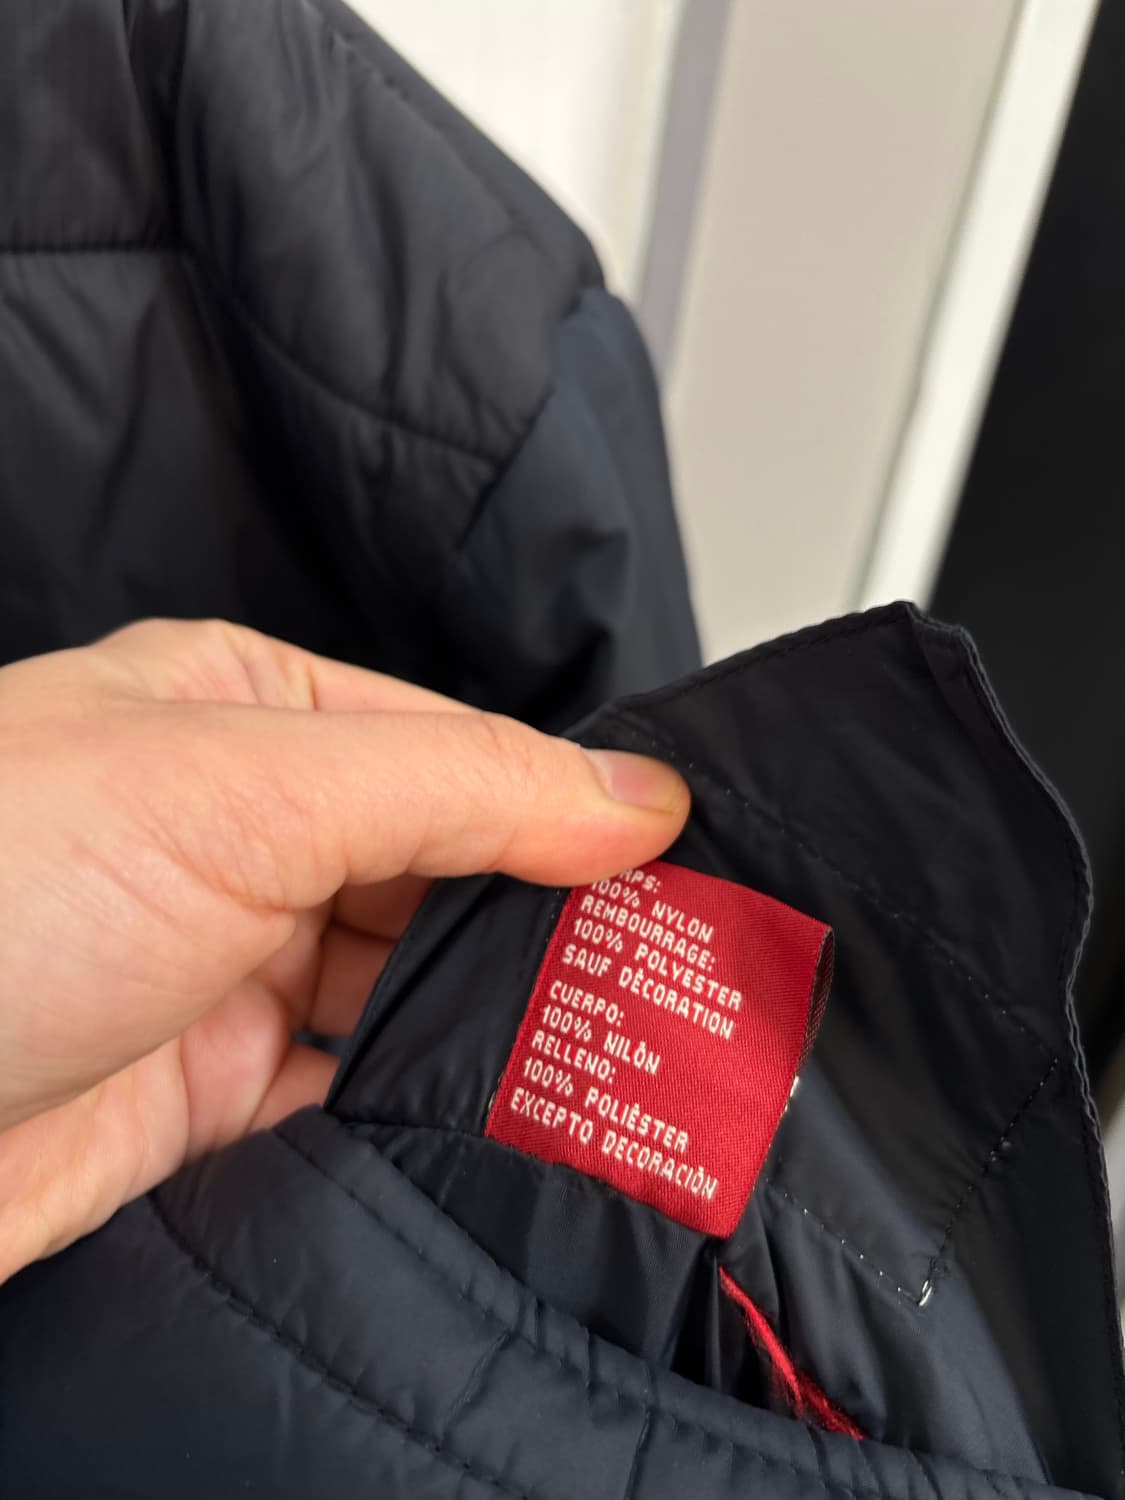 100% NYLON
REMBOURRAGE:
100% POLYESTER
SAUF DÉCORATION
CUERPO:
100% NILÓN
RELLENO:
100% POLIÉSTER
EXCEPTO DECORACIÓN